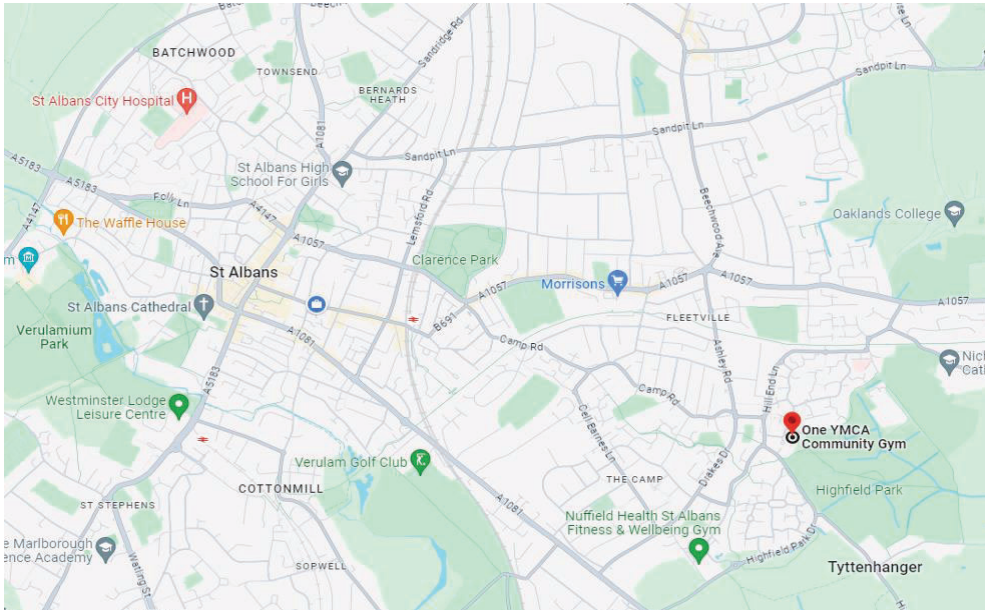 BATCHWOOD
TOWNSEND
BERNARDS
HEATH
Sandridge Rd
Sandpit Ln
St Albans City Hospital
H
A1081
Sandpit Ln
A5183
St Albans High
School For Girls
Sandpit Ln
A5183
Folly Ln
A4147
Lemsford Rd
Beechwood Ave
A4147
The Waffle House
A1057
Oaklands College
Clarence Park
St Albans
Morrisons
A1057
A1057
A1057
St Albans Cathedral
FLEETVILLE
Verulamium
Park
B691
A1081
Camp Rd
Ashley Rd
A5183
Hill End Ln
Camp Rd
Westminster Lodge
Leisure Centre
Cell Barnes Ln
One YMCA
Community Gym
Verulam Golf Club
Drakes Dr
THE CAMP
COTTONMILL
Highfield Park
ST STEPHENS
A1081
Nuffield Health St Albans
Fitness & Wellbeing Gym
Highfield Park Dr
e Marlborough
ence Academy
Watling St
SOPWELL
Tyttenhanger